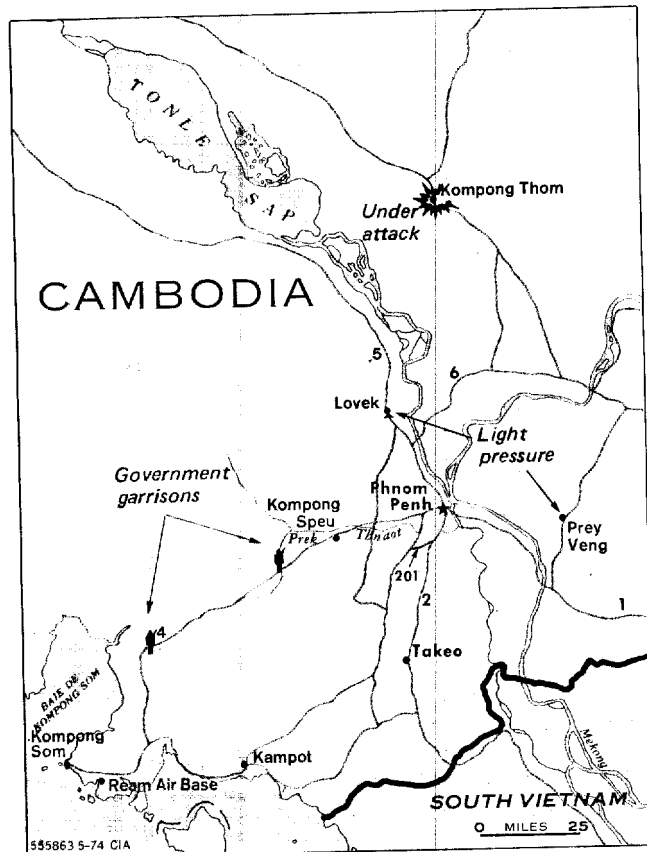 TONLE
SAP
Kompong Thom
Under
attack
CAMBODIA
5
6
Lovek
Light
pressure
Government
garrisons
Phnom
Penh
Kompong
Speu
Prek Thnaot
Prey
Veng
201
2
1
4
Takeo
BAIE DE
KOMPONG SOM
Kompong
Som
Kampot
Ream Air Base
Mekong
SOUTH VIETNAM
0 MILES 25
555863 5-74 CIA